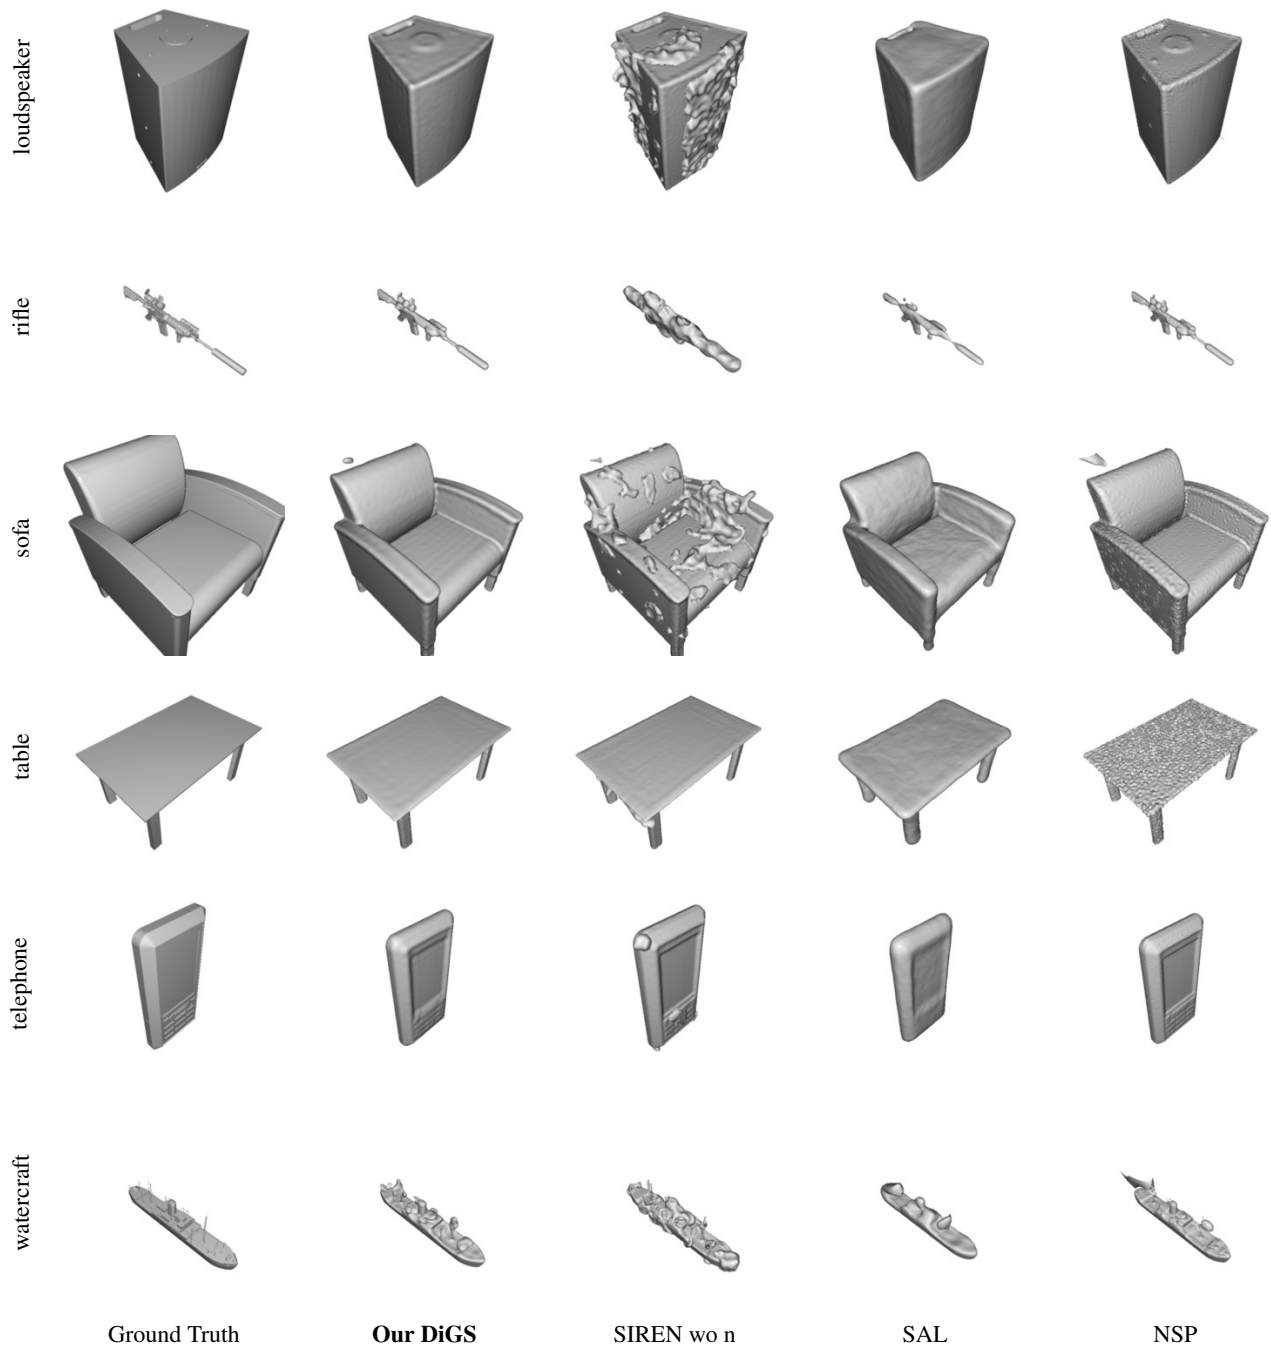 loudspeaker
rifle
sofa
table
telephone
watercraft
Ground Truth
Our DiGS
SIREN wo n
SAL
NSP